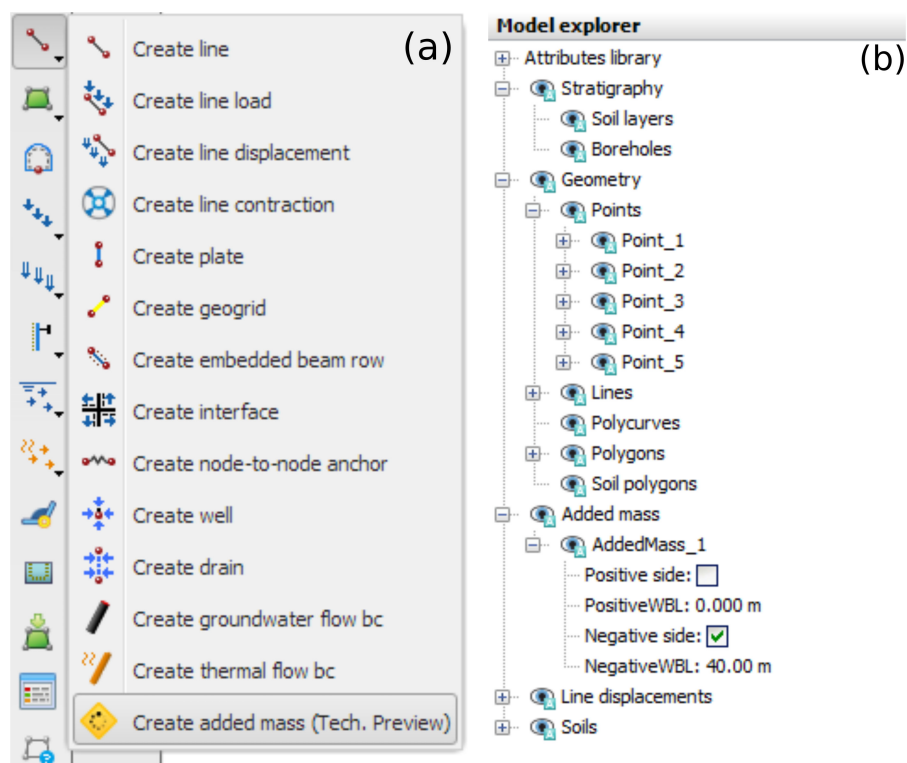 (a)
Create line
Create line load
Create line displacement
Create line contraction
Create plate
Create geogrid
Create embedded beam row
Create interface
Create node-to-node anchor
Create well
Create drain
Create groundwater flow bc
Create thermal flow bc
Create added mass (Tech. Preview)
Model explorer
(b)
Attributes library
Stratigraphy
Soil layers
Boreholes
Geometry
Points
Point_1
Point_2
Point_3
Point_4
Point_5
Lines
Polycurves
Polygons
Soil polygons
Added mass
AddedMass_1
Positive side:
PositiveWBL: 0.000 m
Negative side:
NegativeWBL: 40.00 m
Line displacements
Soils